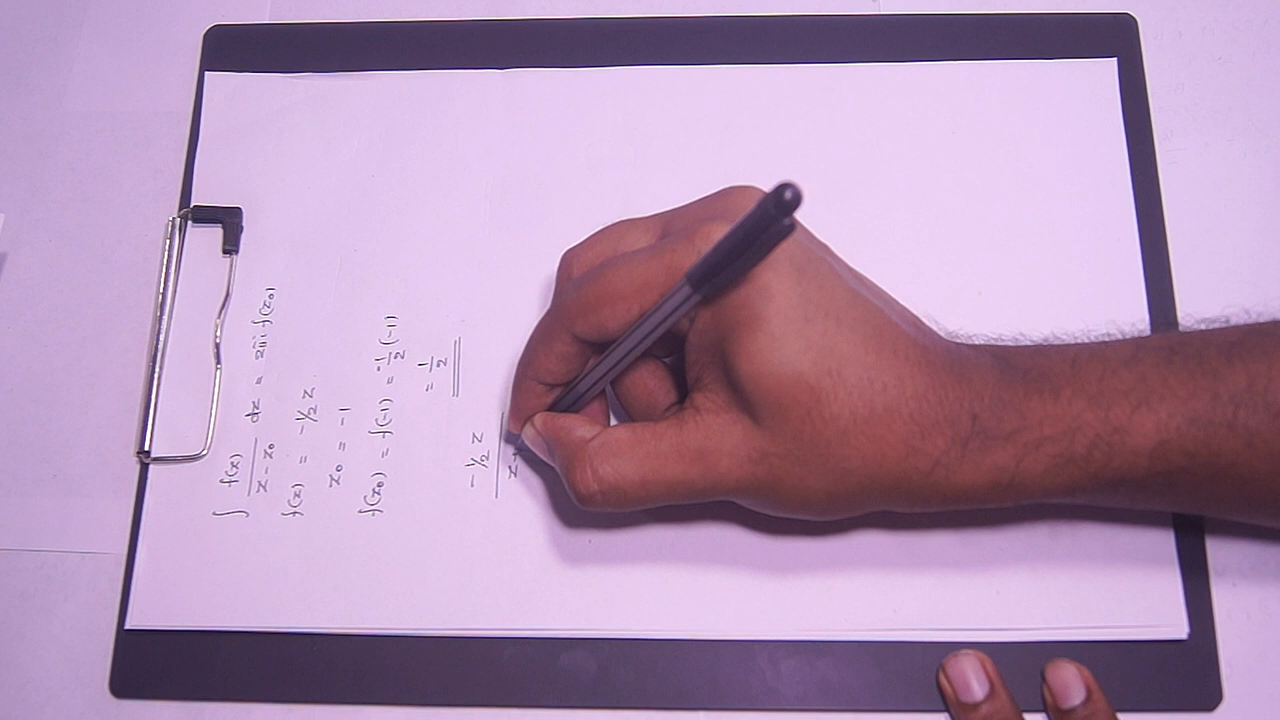 ∫ f(z)/(z - z₀) dz = 2πi f(z₀)
f(z) = -1/2 z
z₀ = -1
f(z₀) = f(-1) = -1/2 (-1)
= 1/2
-1/2 z
z+